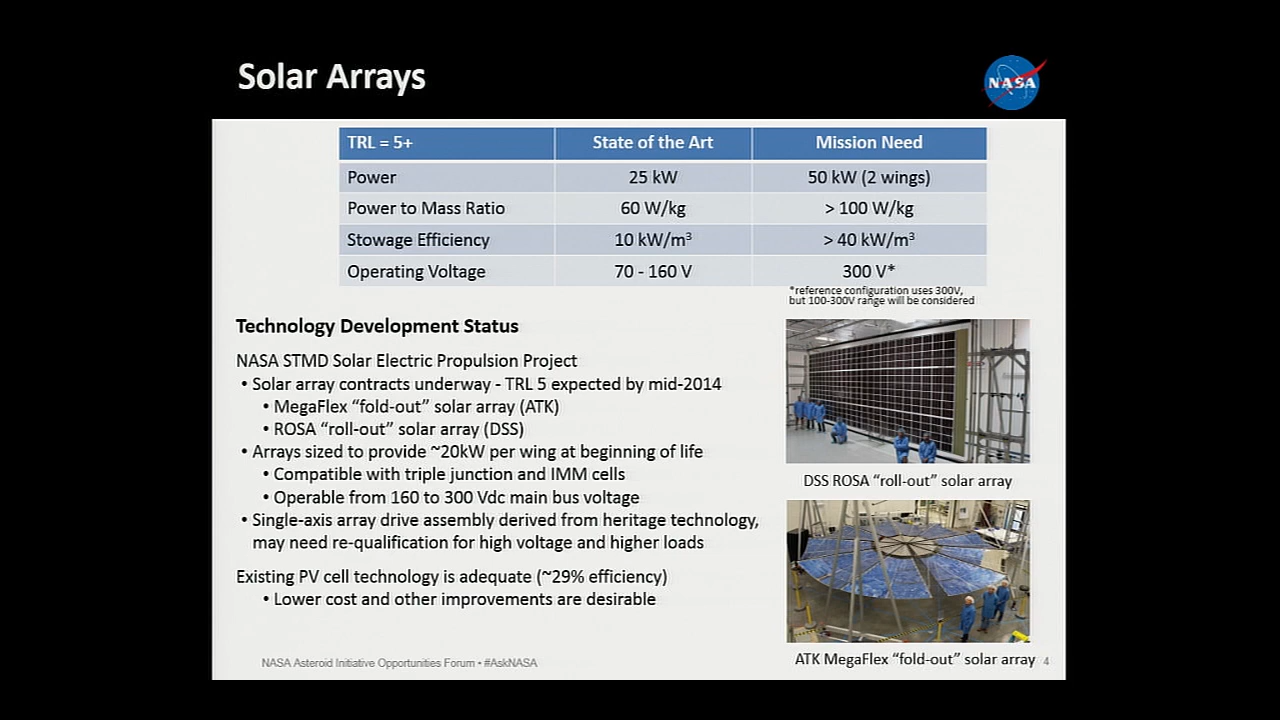 Solar Arrays
NASA
TRL = 5+ State of the Art Mission Need
Power 25 kW 50 kW (2 wings)
Power to Mass Ratio 60 W/kg > 100 W/kg
Stowage Efficiency 10 kW/m³ > 40 kW/m³
Operating Voltage 70 - 160 V 300 V*
*reference configuration uses 300V,
but 100-300V range will be considered
Technology Development Status
NASA STMD Solar Electric Propulsion Project
• Solar array contracts underway - TRL 5 expected by mid-2014
• MegaFlex “fold-out” solar array (ATK)
• ROSA “roll-out” solar array (DSS)
• Arrays sized to provide ~20kW per wing at beginning of life
• Compatible with triple junction and IMM cells
• Operable from 160 to 300 Vdc main bus voltage
• Single-axis array drive assembly derived from heritage technology,
may need re-qualification for high voltage and higher loads
Existing PV cell technology is adequate (~29% efficiency)
• Lower cost and other improvements are desirable
DSS ROSA “roll-out” solar array
ATK MegaFlex “fold-out” solar array
NASA Asteroid Initiative Opportunities Forum • #AskNASA
4